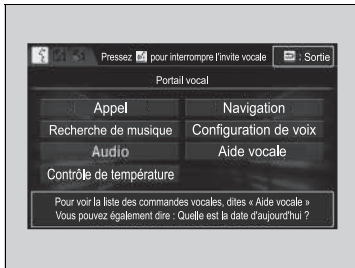 Pressez pour interrompre l'invite vocale : Sortie
Portail vocal
Appel Navigation
Recherche de musique Configuration de voix
Audio Aide vocale
Contrôle de température
Pour voir la liste des commandes vocales, dites « Aide vocale »
Vous pouvez également dire : Quelle est la date d'aujourd'hui ?